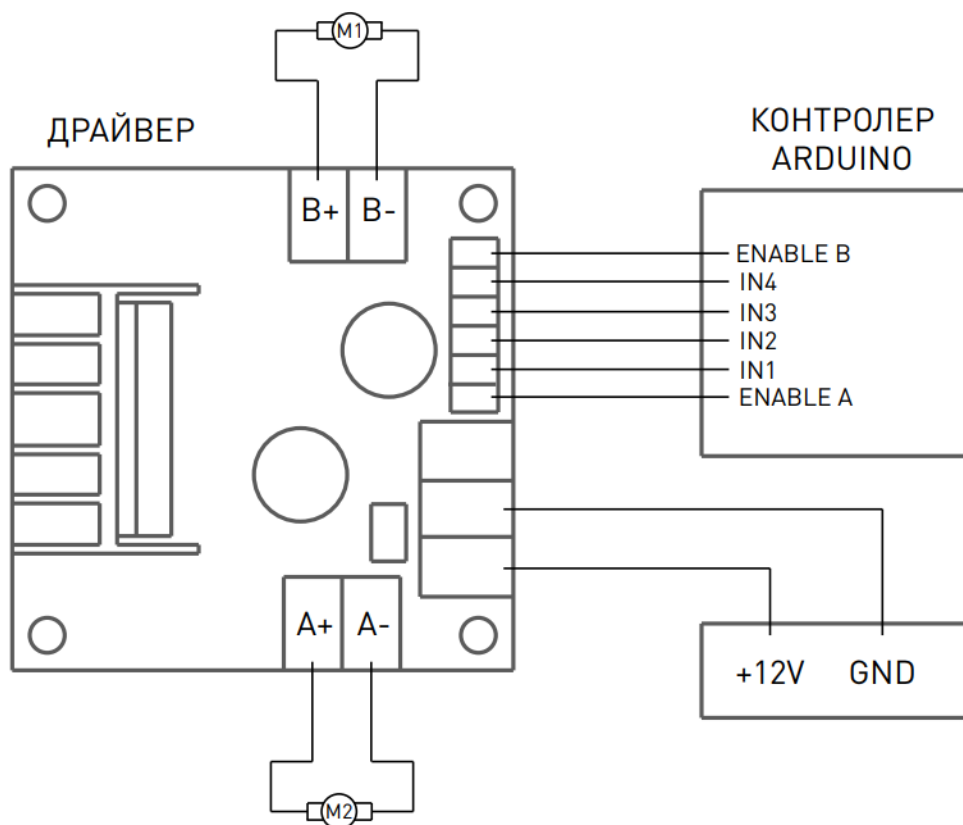 M1
ДРАЙВЕР
КОНТРОЛЕР
ARDUINO
B+ B-
ENABLE B
IN4
IN3
IN2
IN1
ENABLE A
A+ A-
+12V GND
M2